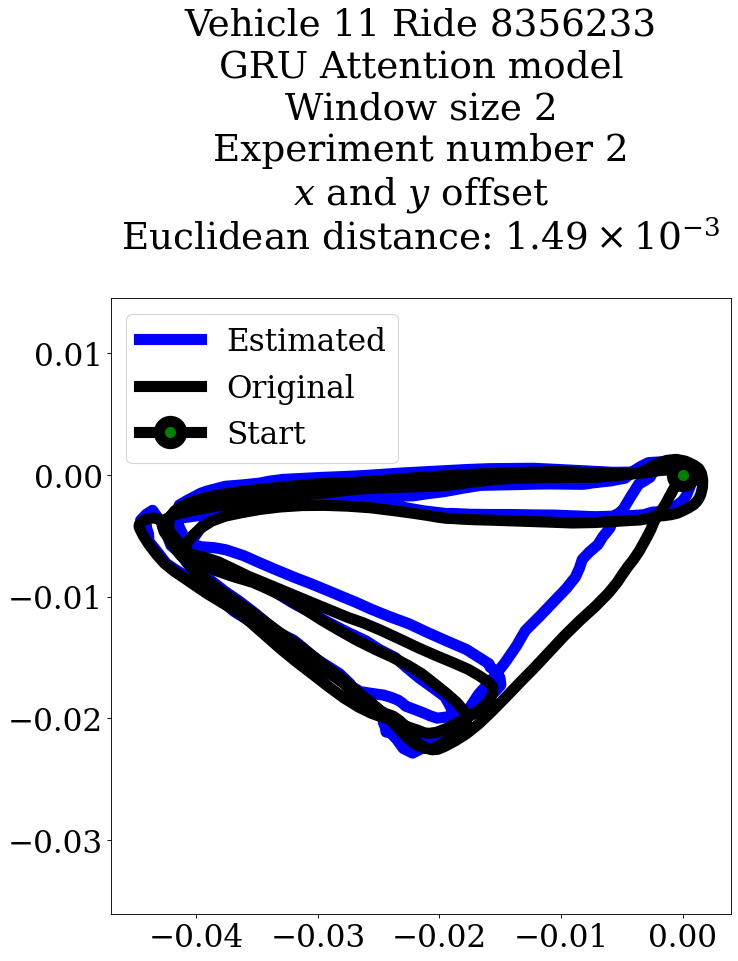 Vehicle 11 Ride 8356233
GRU Attention model
Window size 2
Experiment number 2
x and y offset
Euclidean distance: 1.49 × 10⁻³
Estimated
Original
Start
0.01
0.00
−0.01
−0.02
−0.03
−0.04 −0.03 −0.02 −0.01 0.00